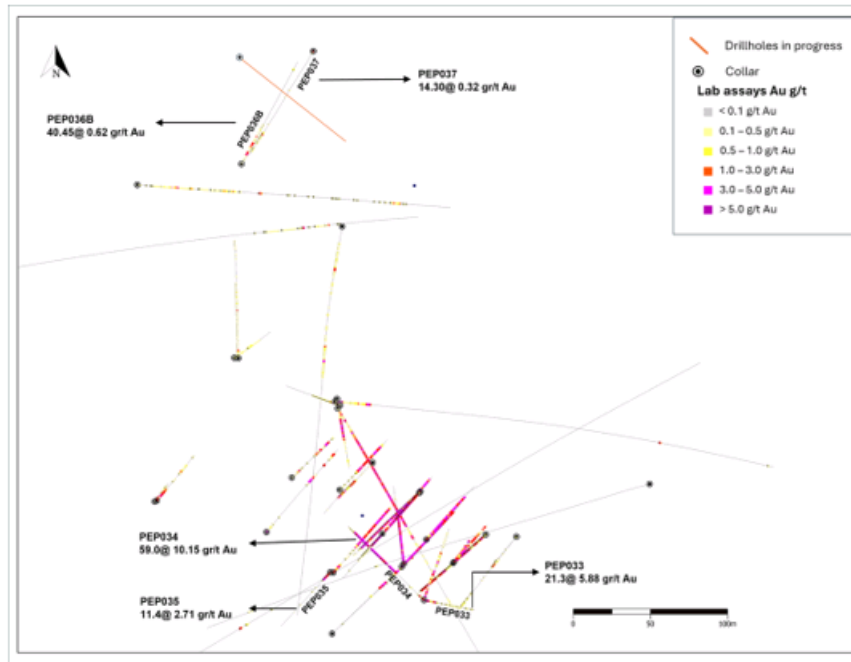 N
PEP037
PEP037
14.30@ 0.32 gr/t Au
PEP036B
40.45@ 0.62 gr/t Au
PEP036B
Drillholes in progress
Collar
Lab assays Au g/t
< 0.1 g/t Au
0.1 – 0.5 g/t Au
0.5 – 1.0 g/t Au
1.0 – 3.0 g/t Au
3.0 – 5.0 g/t Au
> 5.0 g/t Au
PEP034
59.0@ 10.15 gr/t Au
PEP034
PEP033
21.3@ 5.88 gr/t Au
PEP035
11.4@ 2.71 gr/t Au
PEP035
PEP033
0 50 100m